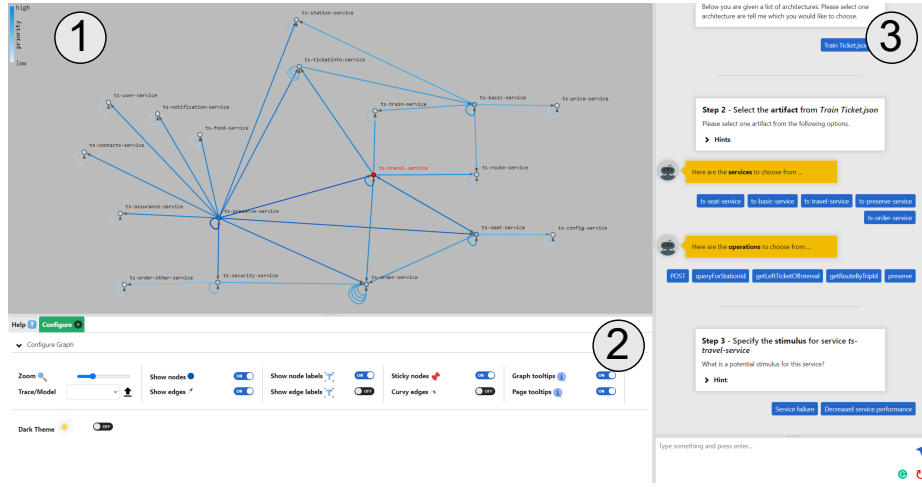 high
priority
low
1
ts-station-service
ts-ticketinfo-service
ts-basic-service
ts-price-service
ts-train-service
ts-user-service
ts-notification-service
ts-food-service
ts-contacts-service
ts-travel-service
ts-route-service
ts-assurance-service
ts-preserve-service
ts-seat-service
ts-config-service
ts-order-other-service
ts-security-service
ts-order-service
Help ?
Configure
2
Configure Graph
Zoom
Show nodes ON
Show node labels T ON
Sticky nodes ON
Graph tooltips i ON
Trace/Model
Show edges ON
Show edge labels T OFF
Curvy edges OFF
Page tooltips i ON
Dark Theme OFF
3
Below you are given a list of architectures. Please select one
architecture are tell me which you would like to choose.
Train Ticket.json
Step 2 - Select the artifact from Train Ticket.json
Please select one artifact from the following options.
Hints:
Here are the services to choose from ...
ts-seat-service ts-basic-service ts-travel-service ts-preserve-service
ts-order-service
Here are the operations to choose from ...
POST queryForStationId getLeftTicketOfInterval getRouteByTripId preserve
Step 3 - Specify the stimulus for service ts-
travel-service
What is a potential stimulus for this service?
Hint:
Service failure Decreased service performance
Type something and press enter...